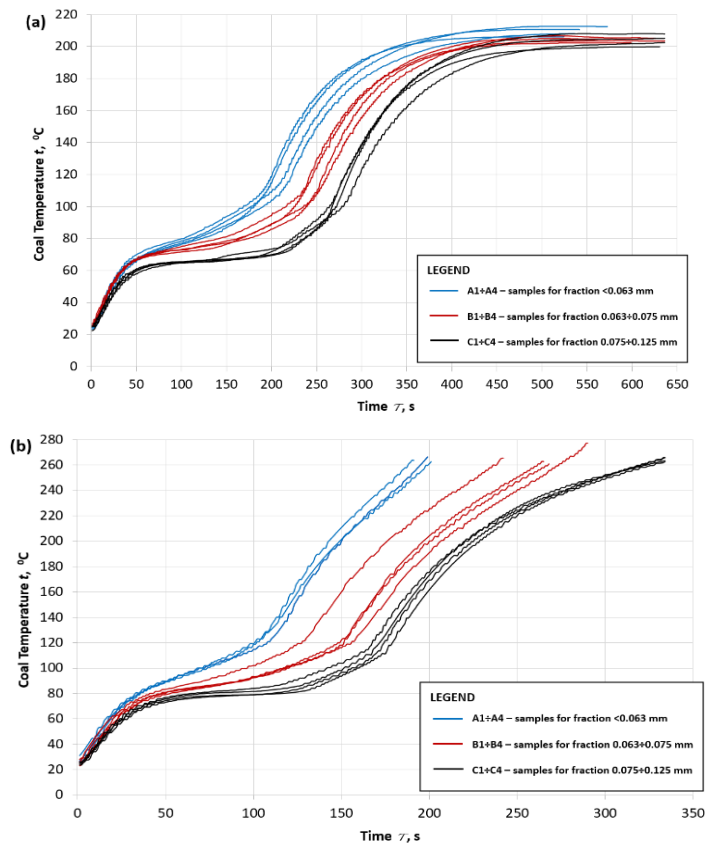 (a)
220
200
180
160
140
120
100
80
60
40
20
0
Coal Temperature t, ⁰C
0 50 100 150 200 250 300 350 400 450 500 550 600 650
Time τ, s
LEGEND
A1÷A4 – samples for fraction <0.063 mm
B1÷B4 – samples for fraction 0.063÷0.075 mm
C1÷C4 – samples for fraction 0.075÷0.125 mm
(b)
280
260
240
220
200
180
160
140
120
100
80
60
40
20
0
Coal Temperature t, ⁰C
0 50 100 150 200 250 300 350
Time τ, s
LEGEND
A1÷A4 – samples for fraction <0.063 mm
B1÷B4 – samples for fraction 0.063÷0.075 mm
C1÷C4 – samples for fraction 0.075÷0.125 mm